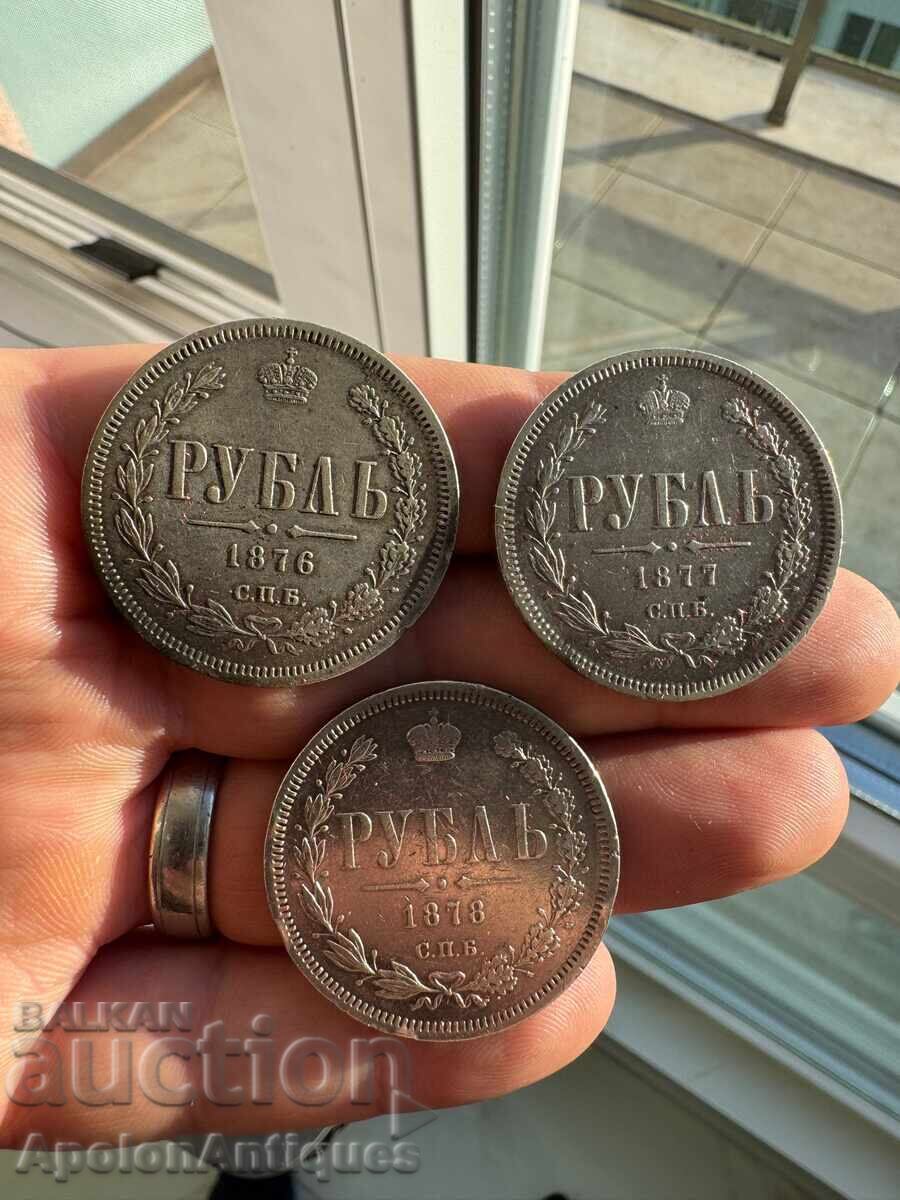 РУБЛЬ
1876
С.П.Б.
РУБЛЬ
1877
С.П.Б.
РУБЛЬ
1878
С.П.Б
BALKAN
auction
ApolonAntiques